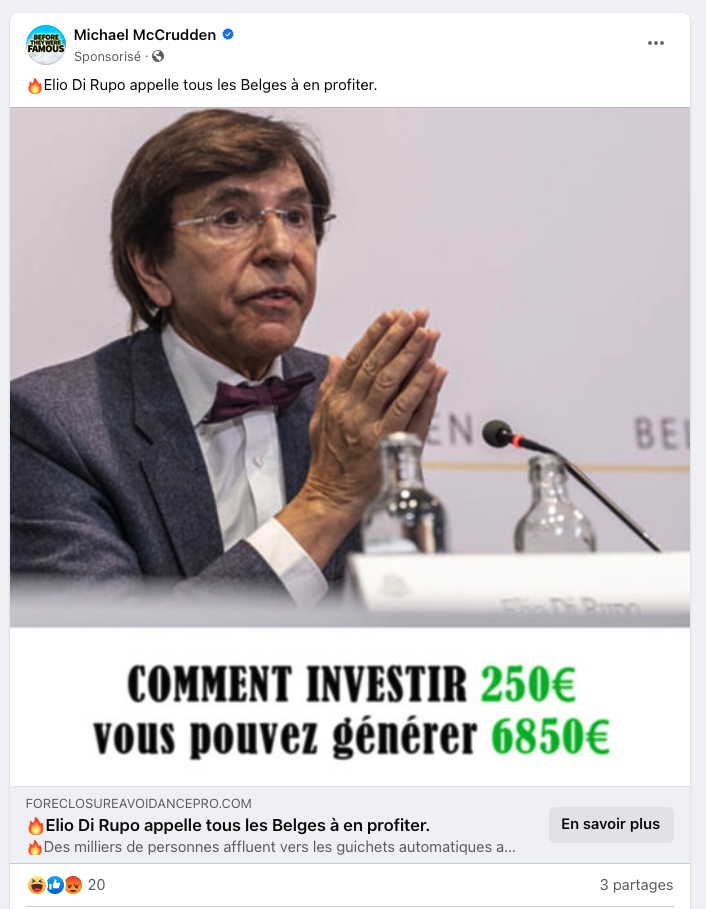 BEFORE
THEY WERE
FAMOUS
Michael McCrudden
Sponsorisé ·
🔥Elio Di Rupo appelle tous les Belges à en profiter.
EN
BE
Elio Di Rupo
COMMENT INVESTIR 250€
vous pouvez générer 6850€
FORECLOSUREAVOIDANCEPRO.COM
🔥Elio Di Rupo appelle tous les Belges à en profiter.
En savoir plus
🔥Des milliers de personnes affluent vers les guichets automatiques a...
20
3 partages